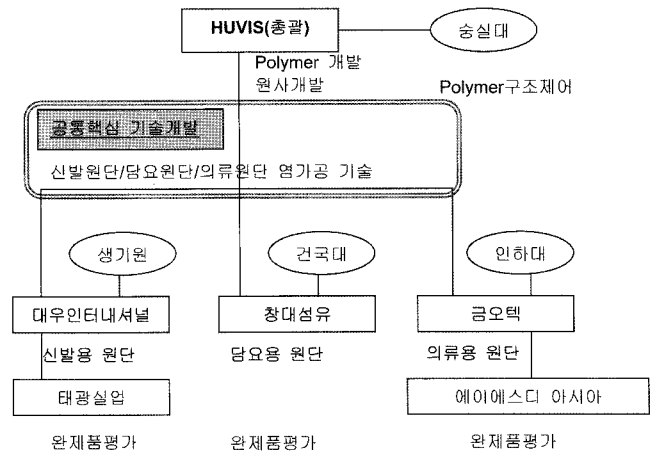 HUVIS(총괄)
숭실대
Polymer 개발
원사개발
Polymer구조제어
공통핵심 기술개발
신발원단/담요원단/의류원단 염가공 기술
생기원
건국대
인하대
대우인터내셔널
창대섬유
금오텍
신발용 원단
담요용 원단
의류용 원단
태광실업
에이에스디 아시아
완제품평가
완제품평가
완제품평가